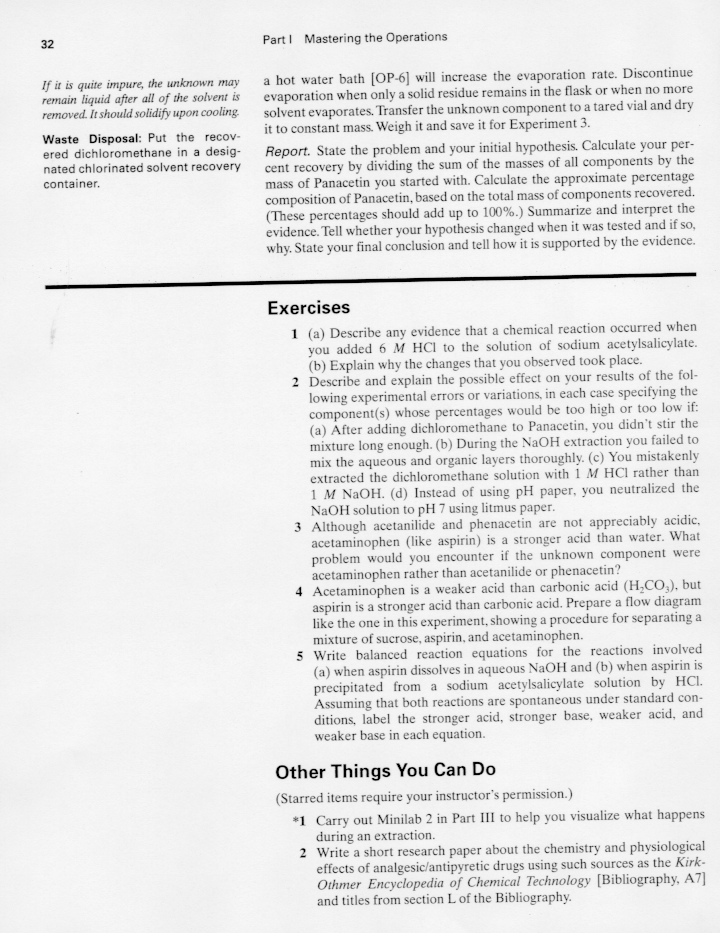 32
Part I Mastering the Operations
If it is quite impure, the unknown may
remain liquid after all of the solvent is
removed. It should solidify upon cooling.
Waste Disposal: Put the recov-
ered dichloromethane in a desig-
nated chlorinated solvent recovery
container.
a hot water bath [OP-6] will increase the evaporation rate. Discontinue
evaporation when only a solid residue remains in the flask or when no more
solvent evaporates. Transfer the unknown component to a tared vial and dry
it to constant mass. Weigh it and save it for Experiment 3.
Report. State the problem and your initial hypothesis. Calculate your per-
cent recovery by dividing the sum of the masses of all components by the
mass of Panacetin you started with. Calculate the approximate percentage
composition of Panacetin, based on the total mass of components recovered.
(These percentages should add up to 100%.) Summarize and interpret the
evidence. Tell whether your hypothesis changed when it was tested and if so,
why. State your final conclusion and tell how it is supported by the evidence.
Exercises
1 (a) Describe any evidence that a chemical reaction occurred when
you added 6 M HCl to the solution of sodium acetylsalicylate.
(b) Explain why the changes that you observed took place.
2 Describe and explain the possible effect on your results of the fol-
lowing experimental errors or variations, in each case specifying the
component(s) whose percentages would be too high or too low if:
(a) After adding dichloromethane to Panacetin, you didn't stir the
mixture long enough. (b) During the NaOH extraction you failed to
mix the aqueous and organic layers thoroughly. (c) You mistakenly
extracted the dichloromethane solution with 1 M HCl rather than
1 M NaOH. (d) Instead of using pH paper, you neutralized the
NaOH solution to pH 7 using litmus paper.
3 Although acetanilide and phenacetin are not appreciably acidic,
acetaminophen (like aspirin) is a stronger acid than water. What
problem would you encounter if the unknown component were
acetaminophen rather than acetanilide or phenacetin?
4 Acetaminophen is a weaker acid than carbonic acid (H₂CO₃), but
aspirin is a stronger acid than carbonic acid. Prepare a flow diagram
like the one in this experiment, showing a procedure for separating a
mixture of sucrose, aspirin, and acetaminophen.
5 Write balanced reaction equations for the reactions involved
(a) when aspirin dissolves in aqueous NaOH and (b) when aspirin is
precipitated from a sodium acetylsalicylate solution by HCl.
Assuming that both reactions are spontaneous under standard con-
ditions, label the stronger acid, stronger base, weaker acid, and
weaker base in each equation.
Other Things You Can Do
(Starred items require your instructor's permission.)
*1 Carry out Minilab 2 in Part III to help you visualize what happens
during an extraction.
2 Write a short research paper about the chemistry and physiological
effects of analgesic/antipyretic drugs using such sources as the Kirk-
Othmer Encyclopedia of Chemical Technology [Bibliography, A7]
and titles from section L of the Bibliography.